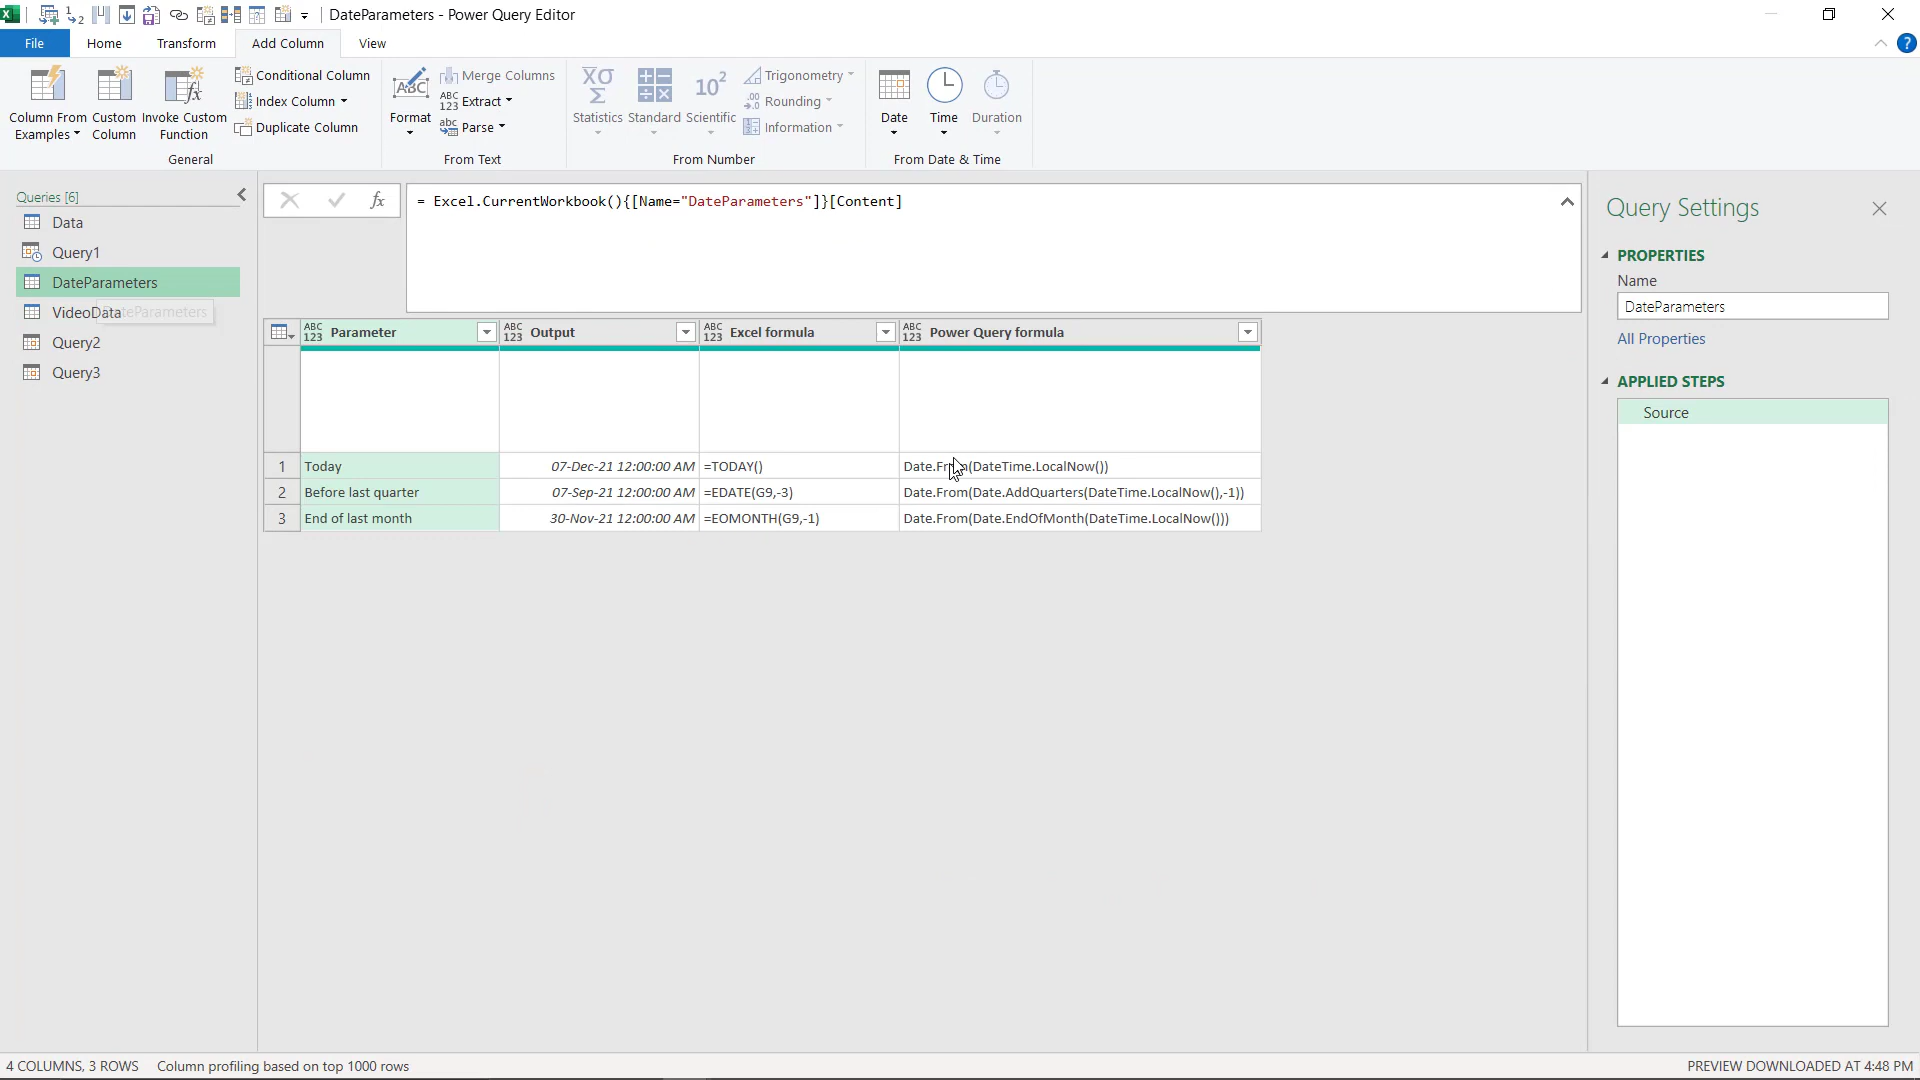 DateParameters - Power Query Editor
File Home Transform Add Column View
Column From Examples
Custom Column
Invoke Custom Function
Conditional Column
Index Column
Duplicate Column
General
Format
Merge Columns
Extract
Parse
From Text
Statistics
Standard
Scientific
Trigonometry
Rounding
Information
From Number
Date
Time
Duration
From Date & Time
Queries [6]
Data
Query1
DateParameters
VideoData
DateParameters
Query2
Query3
= Excel.CurrentWorkbook(){[Name="DateParameters"]}[Content]
Parameter Output Excel formula Power Query formula
1 Today 07-Dec-21 12:00:00 AM =TODAY() Date.From(DateTime.LocalNow())
2 Before last quarter 07-Sep-21 12:00:00 AM =EDATE(G9,-3) Date.From(Date.AddQuarters(DateTime.LocalNow(),-1))
3 End of last month 30-Nov-21 12:00:00 AM =EOMONTH(G9,-1) Date.From(Date.EndOfMonth(DateTime.LocalNow()))
Query Settings
PROPERTIES
Name
DateParameters
All Properties
APPLIED STEPS
Source
4 COLUMNS, 3 ROWS Column profiling based on top 1000 rows
PREVIEW DOWNLOADED AT 4:48 PM